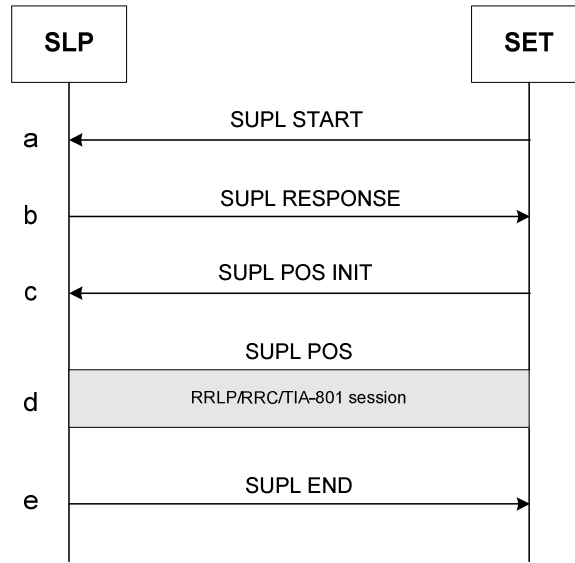 SLP
SET
a
SUPL START
b
SUPL RESPONSE
c
SUPL POS INIT
SUPL POS
d
RRLP/RRC/TIA-801 session
e
SUPL END